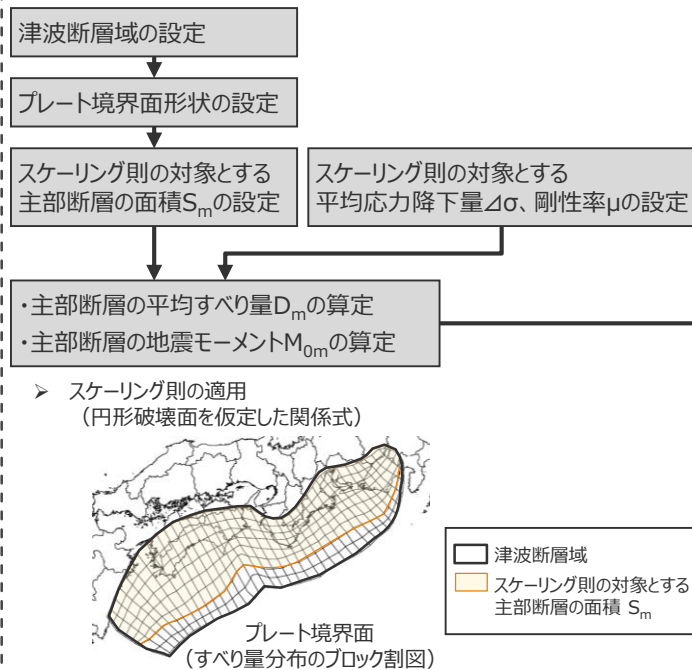 津波断層域の設定
プレート境界面形状の設定
スケーリング則の対象とする
主部断層の面積Smの設定
スケーリング則の対象とする
平均応力降下量⊿σ、剛性率μの設定
・主部断層の平均すべり量Dmの算定
・主部断層の地震モーメントM0mの算定
➢ スケーリング則の適用
（円形破壊面を仮定した関係式）
津波断層域
スケーリング則の対象とする
主部断層の面積 Sm
プレート境界面
（すべり量分布のブロック割図）